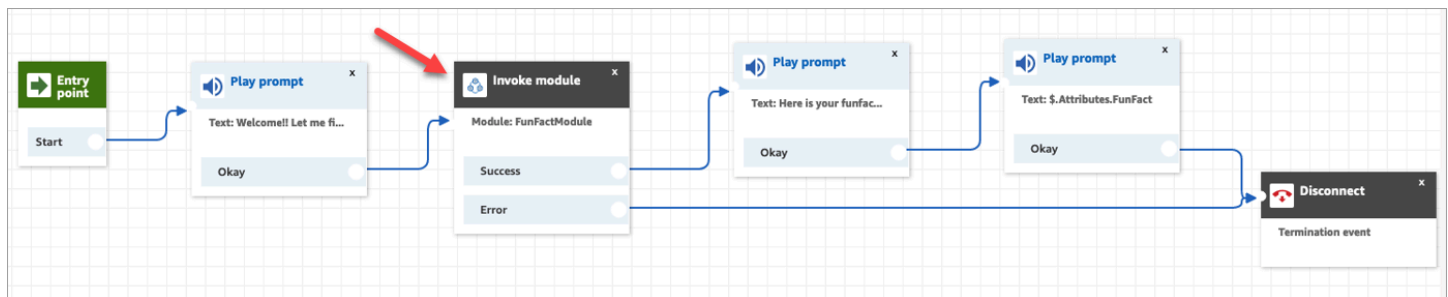 Entry
point
Start
Play prompt
x
Text: Welcome!! Let me fi...
Okay
Invoke module
x
Module: FunFactModule
Success
Error
Play prompt
x
Text: Here is your funfac...
Okay
Play prompt
x
Text: $.Attributes.FunFact
Okay
Disconnect
x
Termination event